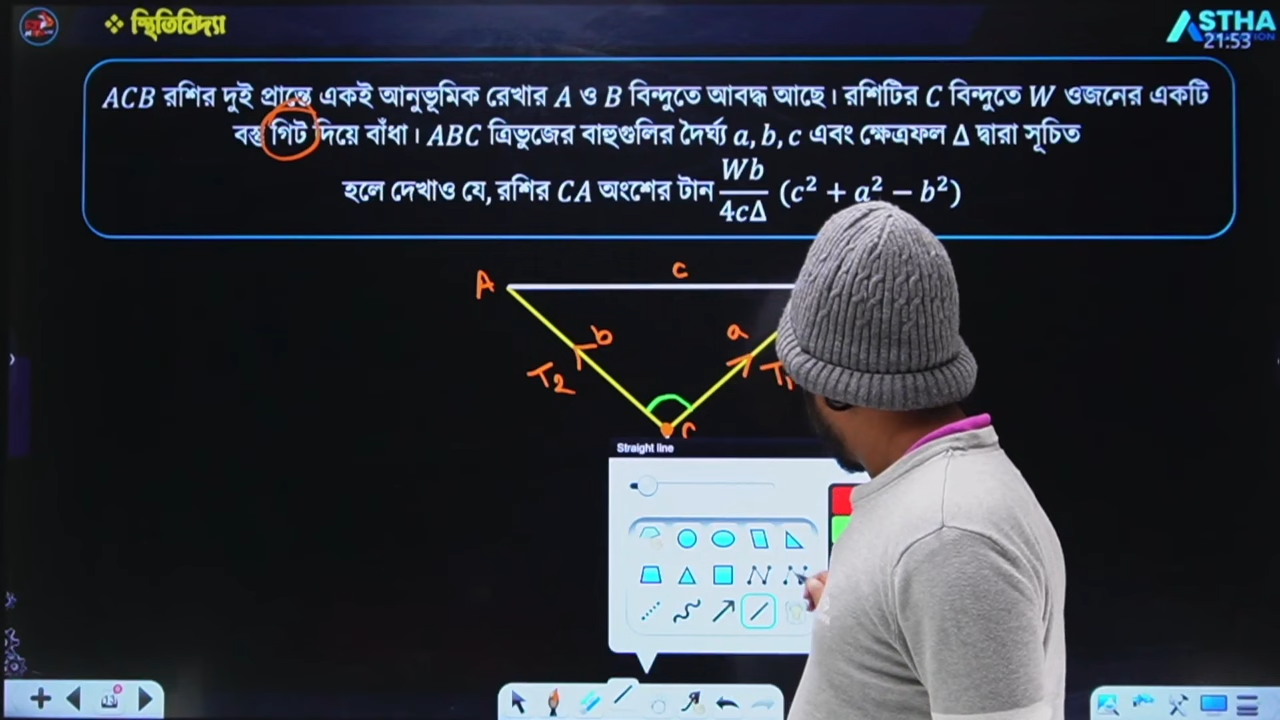 ❖ স্থিতিবিদ্যা
ASTHA
21:53
ACB রশির দুই প্রান্তে একই আনুভূমিক রেখার A ও B বিন্দুতে আবদ্ধ আছে। রশিটির C বিন্দুতে W ওজনের একটি
বস্তু গিট দিয়ে বাঁধা। ABC ত্রিভুজের বাহুগুলির দৈর্ঘ্য a, b, c এবং ক্ষেত্রফল Δ দ্বারা সূচিত
হলে দেখাও যে, রশির CA অংশের টান Wb/4cΔ (c² + a² − b²)
A
c
b
a
T₂
T₁
Straight line